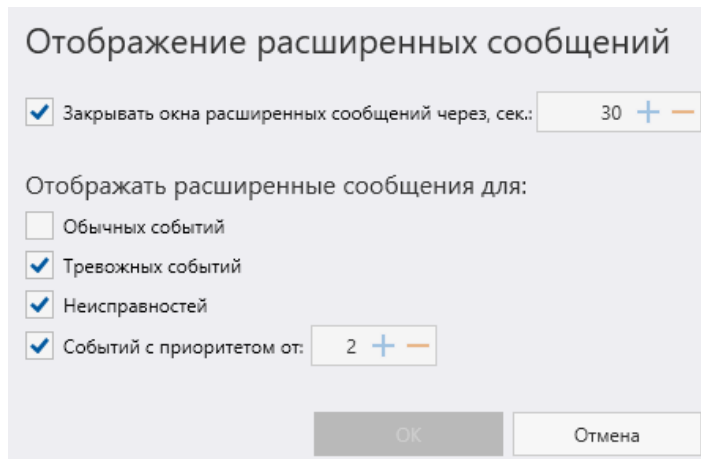 Отображение расширенных сообщений
Закрывать окна расширенных сообщений через, сек.: 30
Отображать расширенные сообщения для:
Обычных событий
Тревожных событий
Неисправностей
Событий с приоритетом от: 2
ОК Отмена